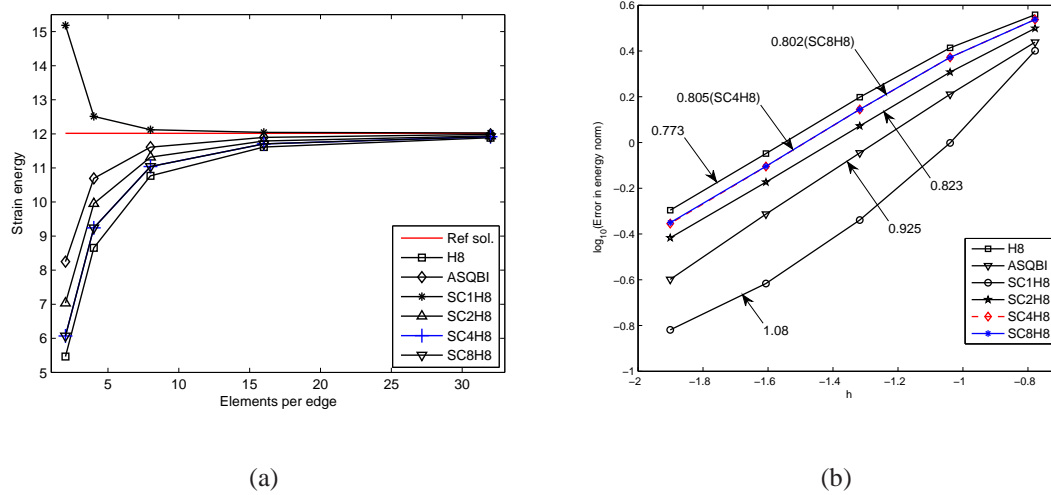 15
14
13
12
11
10
9
8
7
6
5
Strain energy
5
10
15
20
25
30
Elements per edge
Ref sol.
H8
ASQBI
SC1H8
SC2H8
SC4H8
SC8H8
(a)
0.6
0.4
0.2
0
−0.2
−0.4
−0.6
−0.8
−1
log10(Error in energy norm)
−2
−1.8
−1.6
−1.4
−1.2
−1
−0.8
h
0.802(SC8H8)
0.805(SC4H8)
0.773
0.823
0.925
1.08
H8
ASQBI
SC1H8
SC2H8
SC4H8
SC8H8
(b)